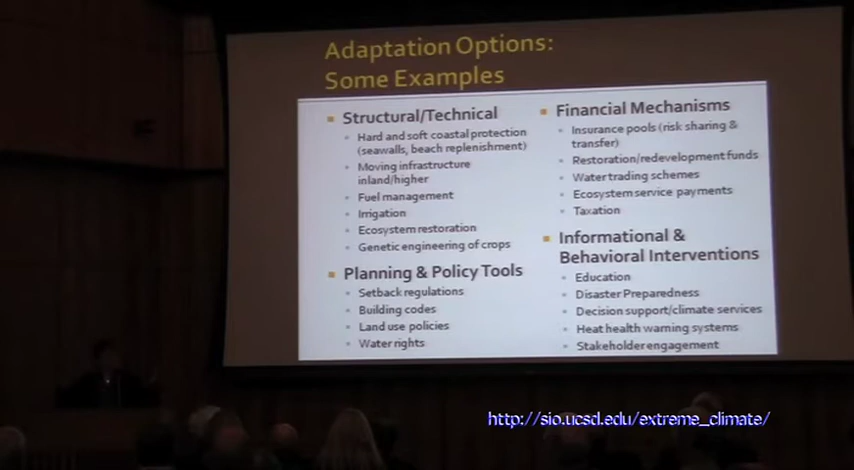 Adaptation Options:
Some Examples
Structural/Technical
Hard and soft coastal protection
(seawalls, beach replenishment)
Moving infrastructure
inland/higher
Fuel management
Irrigation
Ecosystem restoration
Genetic engineering of crops
Planning & Policy Tools
Setback regulations
Building codes
Land use policies
Water rights
Financial Mechanisms
Insurance pools (risk sharing &
transfer)
Restoration/redevelopment funds
Water trading schemes
Ecosystem service payments
Taxation
Informational &
Behavioral Interventions
Education
Disaster Preparedness
Decision support/climate services
Heat health warning systems
Stakeholder engagement
http://sio.ucsd.edu/extreme_climate/